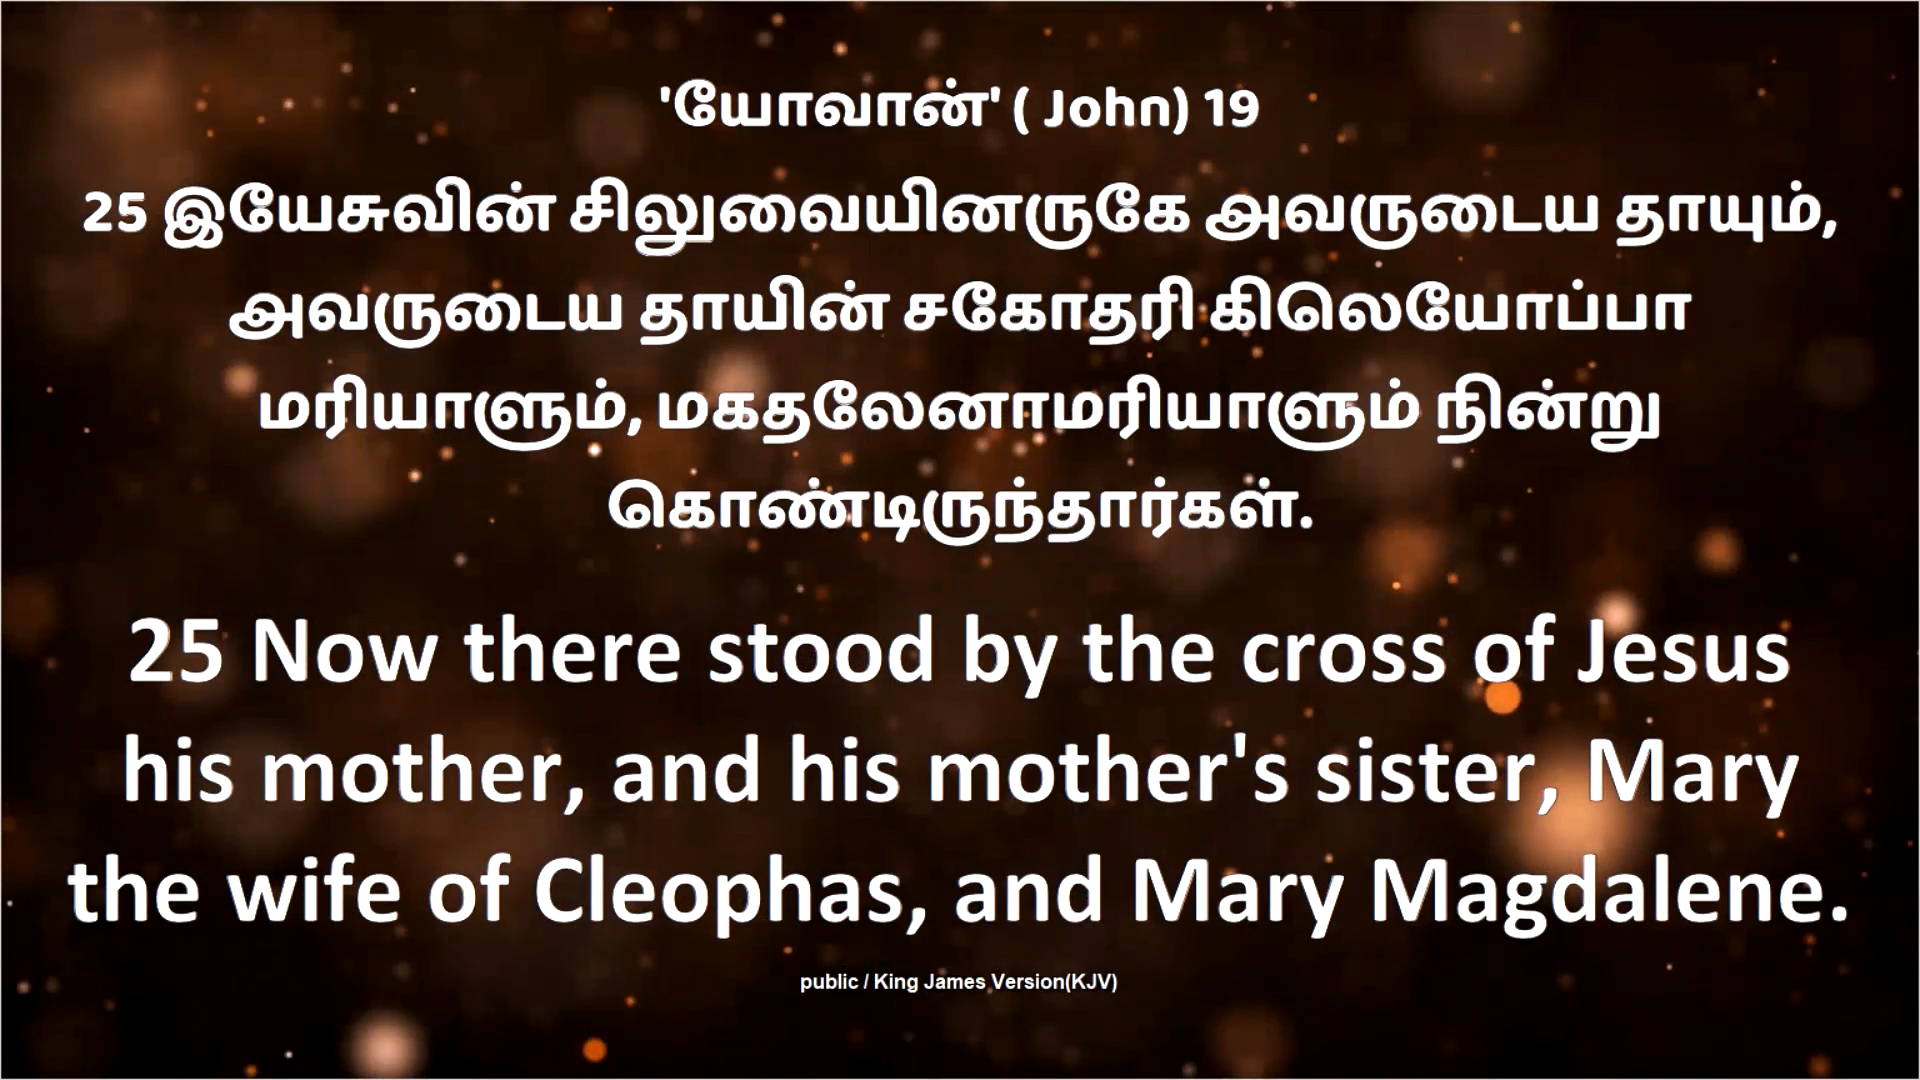 'யோவான்' ( John) 19
25 இயேசுவின் சிலுவையினருகே அவருடைய தாயும்,
அவருடைய தாயின் சகோதரி கிலெயோப்பா
மரியாளும், மகதலேனாமரியாளும் நின்று
கொண்டிருந்தார்கள்.
25 Now there stood by the cross of Jesus
his mother, and his mother's sister, Mary
the wife of Cleophas, and Mary Magdalene.
public / King James Version(KJV)